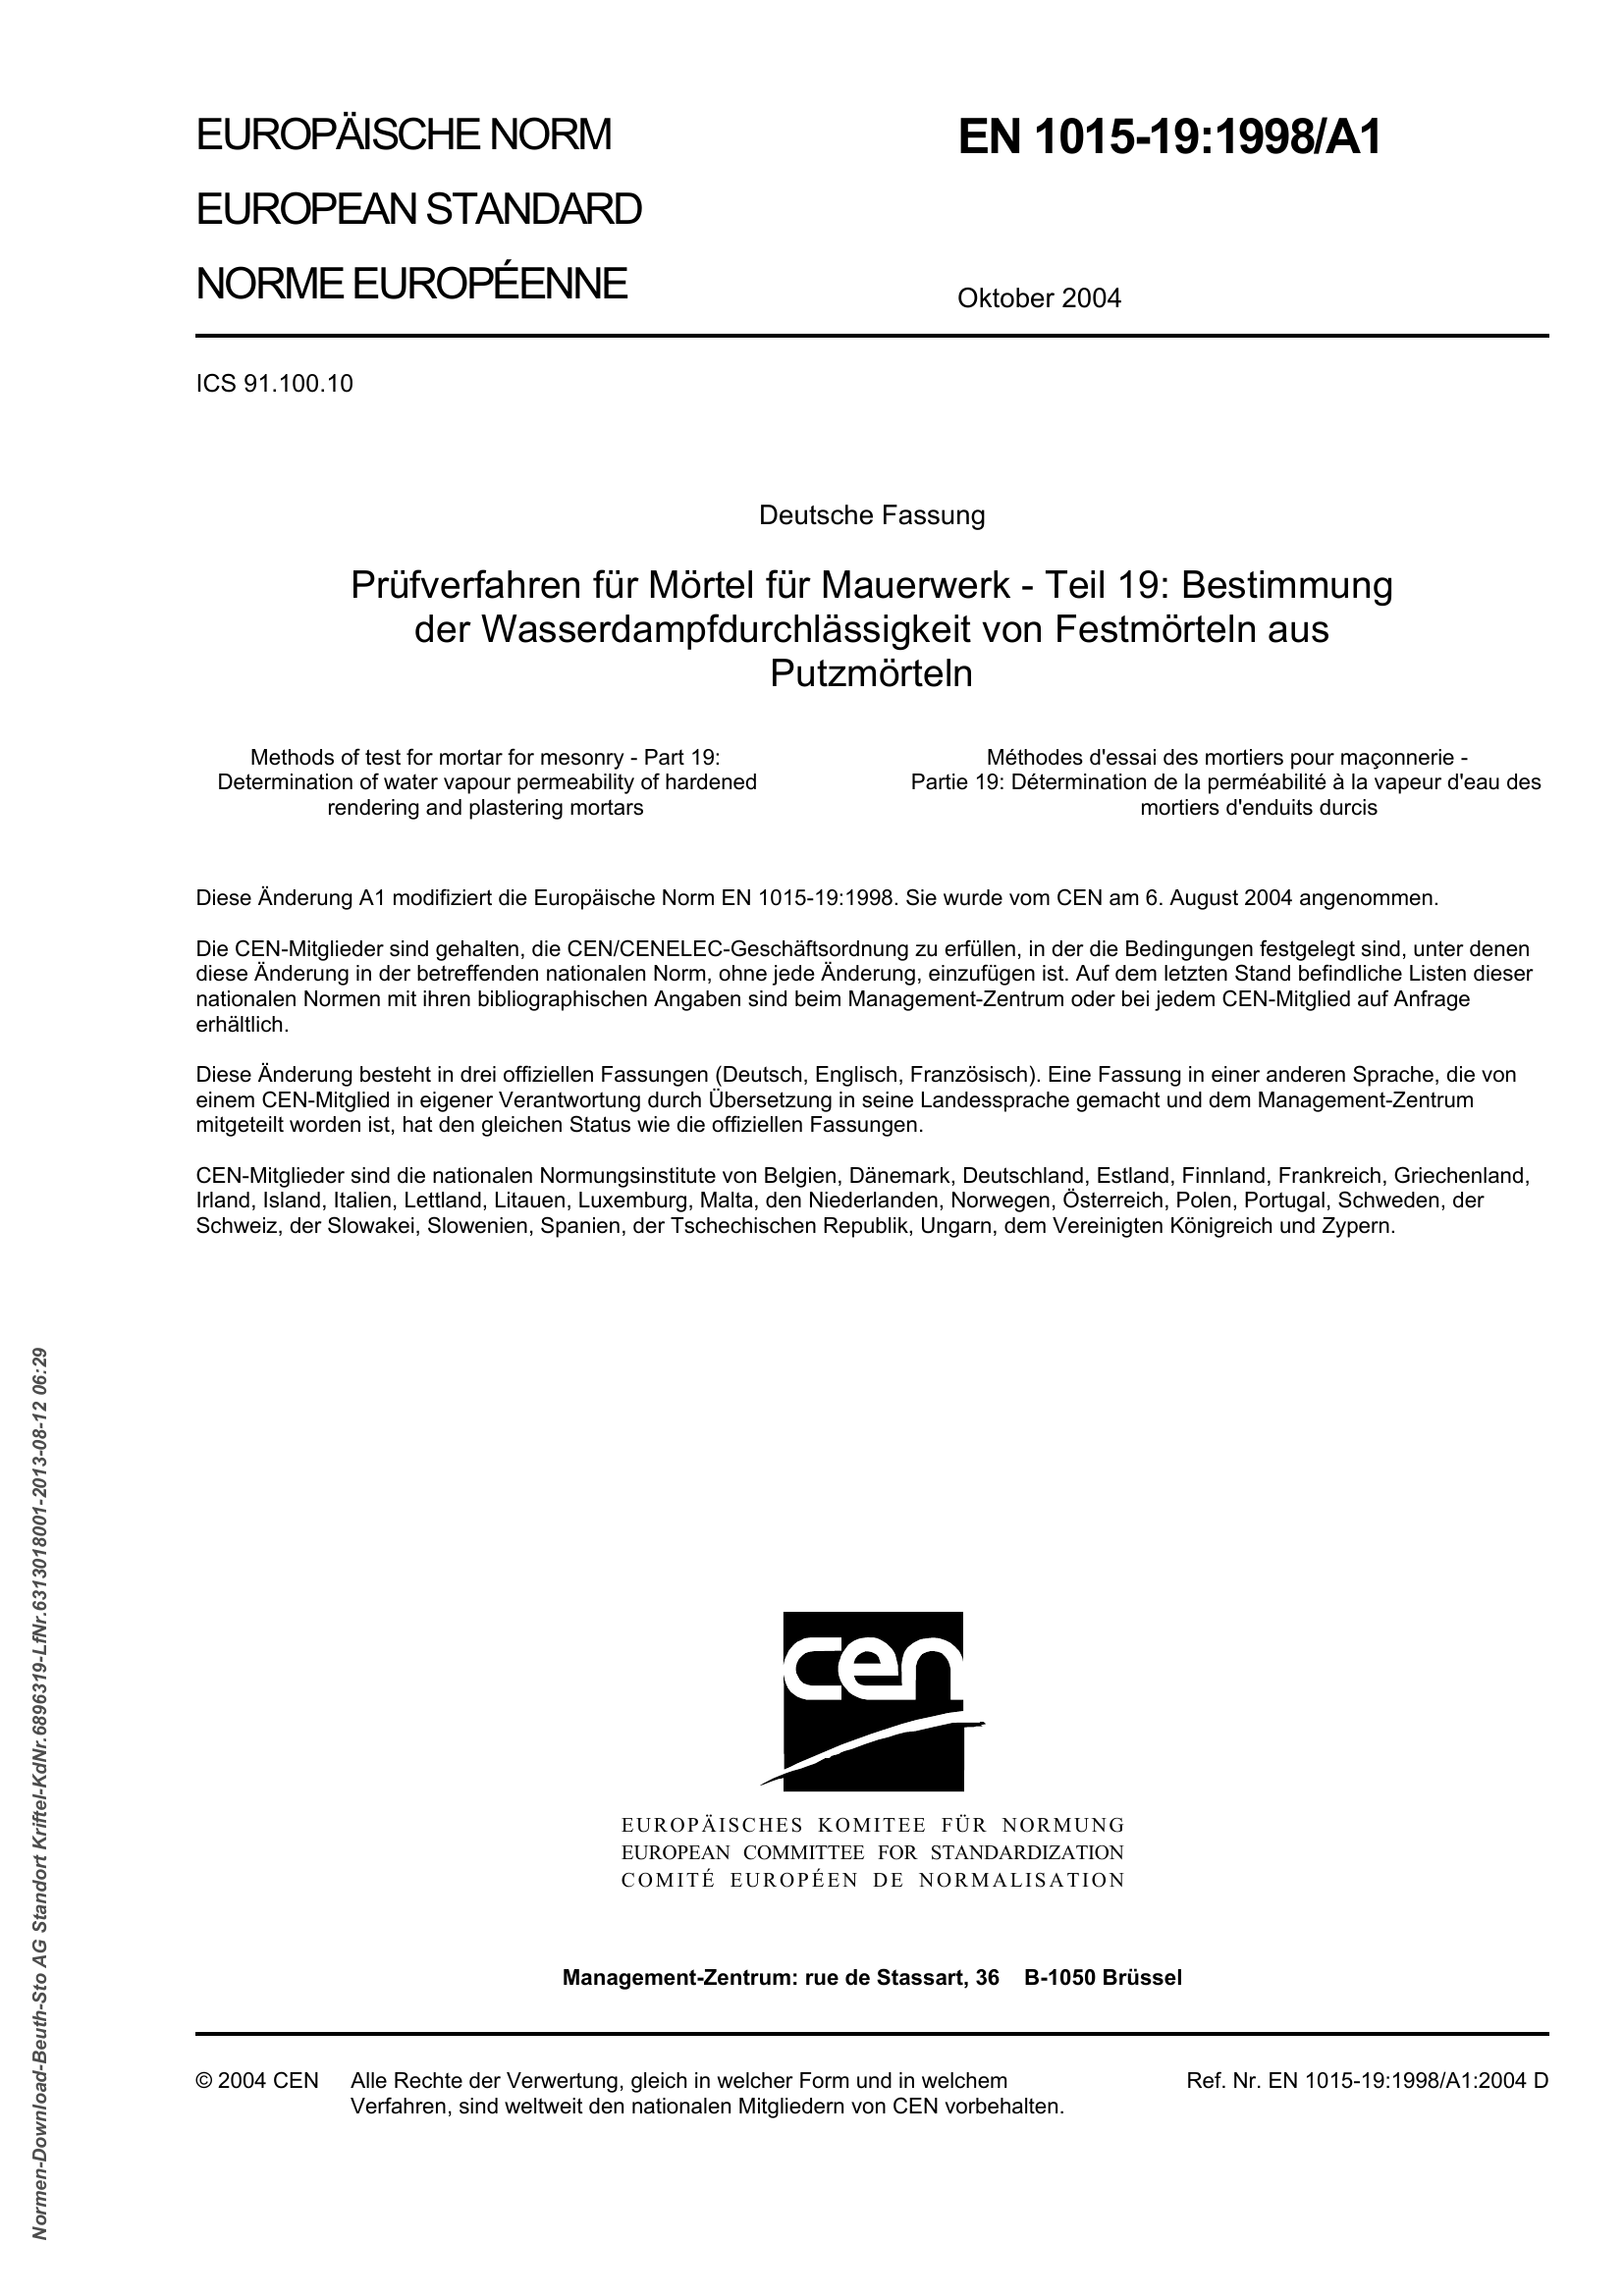 EUROPÄISCHE NORM
EUROPEAN STANDARD
NORME EUROPÉENNE
EN 1015-19:1998/A1
Oktober 2004
ICS 91.100.10
Deutsche Fassung
Prüfverfahren für Mörtel für Mauerwerk - Teil 19: Bestimmung
der Wasserdampfdurchlässigkeit von Festmörteln aus
Putzmörteln
Methods of test for mortar for mesonry - Part 19:
Determination of water vapour permeability of hardened
rendering and plastering mortars
Méthodes d'essai des mortiers pour maçonnerie -
Partie 19: Détermination de la perméabilité à la vapeur d'eau des
mortiers d'enduits durcis
Diese Änderung A1 modifiziert die Europäische Norm EN 1015-19:1998. Sie wurde vom CEN am 6. August 2004 angenommen.
Die CEN-Mitglieder sind gehalten, die CEN/CENELEC-Geschäftsordnung zu erfüllen, in der die Bedingungen festgelegt sind, unter denen
diese Änderung in der betreffenden nationalen Norm, ohne jede Änderung, einzufügen ist. Auf dem letzten Stand befindliche Listen dieser
nationalen Normen mit ihren bibliographischen Angaben sind beim Management-Zentrum oder bei jedem CEN-Mitglied auf Anfrage
erhältlich.
Diese Änderung besteht in drei offiziellen Fassungen (Deutsch, Englisch, Französisch). Eine Fassung in einer anderen Sprache, die von
einem CEN-Mitglied in eigener Verantwortung durch Übersetzung in seine Landessprache gemacht und dem Management-Zentrum
mitgeteilt worden ist, hat den gleichen Status wie die offiziellen Fassungen.
CEN-Mitglieder sind die nationalen Normungsinstitute von Belgien, Dänemark, Deutschland, Estland, Finnland, Frankreich, Griechenland,
Irland, Island, Italien, Lettland, Litauen, Luxemburg, Malta, den Niederlanden, Norwegen, Österreich, Polen, Portugal, Schweden, der
Schweiz, der Slowakei, Slowenien, Spanien, der Tschechischen Republik, Ungarn, dem Vereinigten Königreich und Zypern.
cen
EUROPÄISCHES KOMITEE FÜR NORMUNG
EUROPEAN COMMITTEE FOR STANDARDIZATION
COMITÉ EUROPÉEN DE NORMALISATION
Management-Zentrum: rue de Stassart, 36 B-1050 Brüssel
© 2004 CEN
Alle Rechte der Verwertung, gleich in welcher Form und in welchem
Verfahren, sind weltweit den nationalen Mitgliedern von CEN vorbehalten.
Ref. Nr. EN 1015-19:1998/A1:2004 D
Normen-Download-Beuth-Sto AG Standort Kriftel-KdNr.6896319-LfNr.6313018001-2013-08-12 06:29